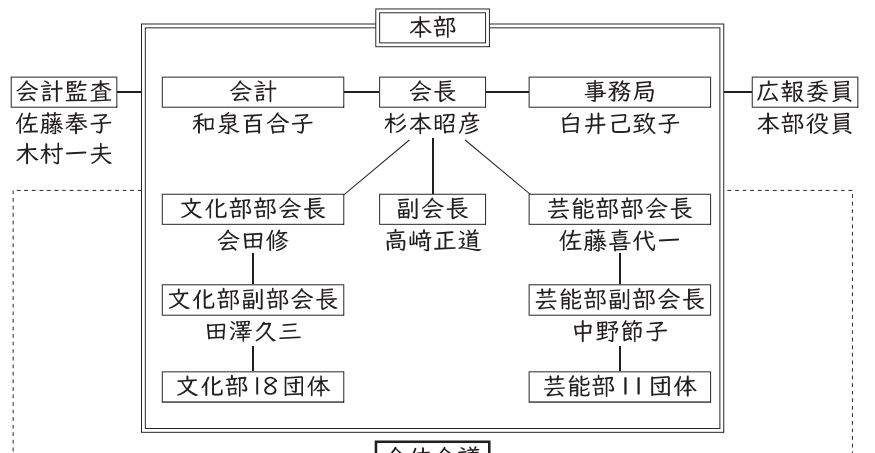 本部
会計監査
佐藤奉子
木村一夫
会計
和泉百合子
会長
杉本昭彦
事務局
白井己致子
広報委員
本部役員
文化部部会長
会田修
副会長
高﨑正道
芸能部部会長
佐藤喜代一
文化部副部会長
田澤久三
芸能部副部会長
中野節子
文化部18団体
芸能部11団体